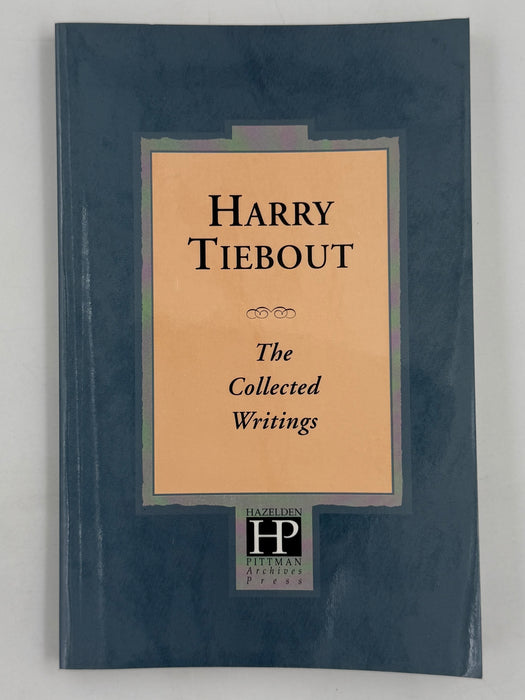 HARRY
TIEBOUT
The
Collected
Writings
HAZELDEN
HP
PITTMAN
Archives
Press